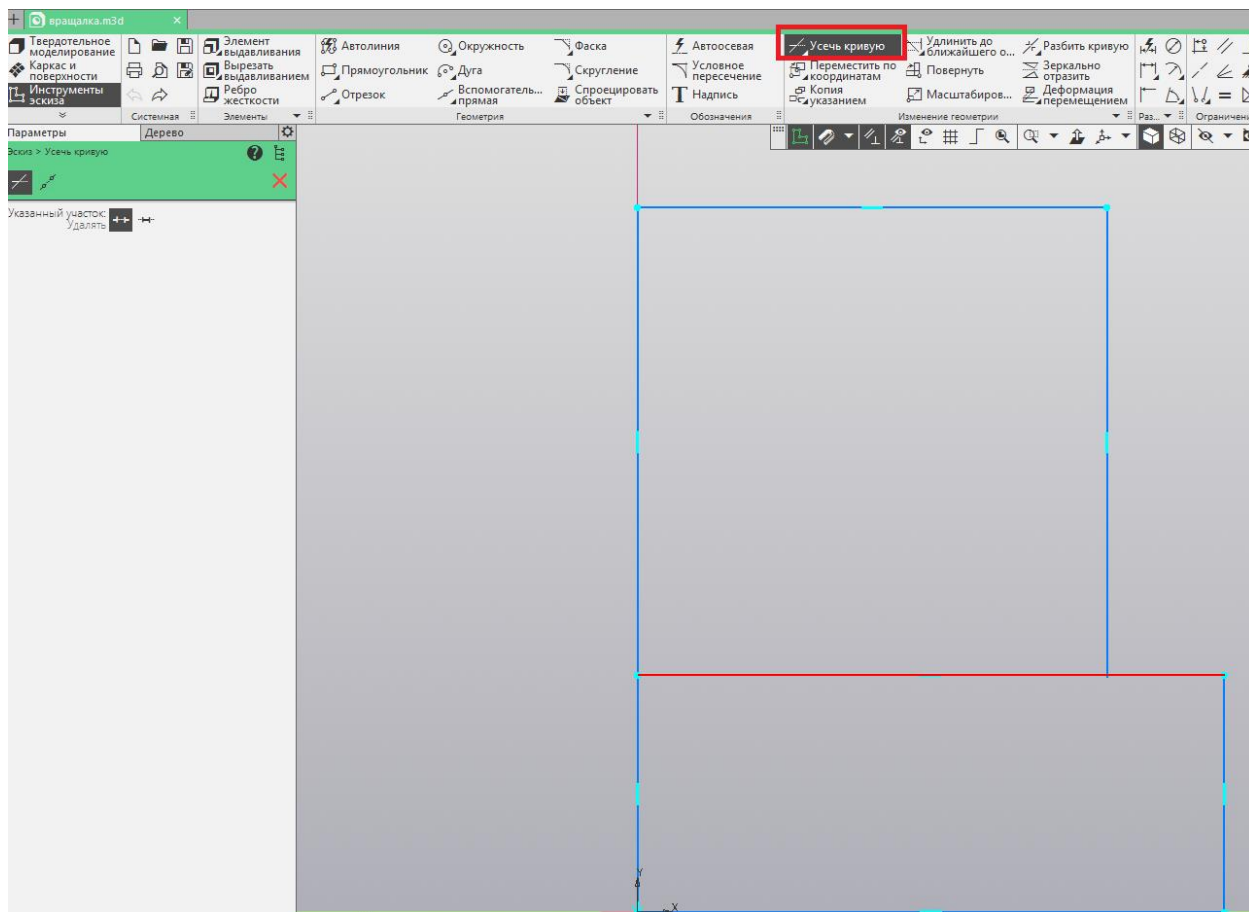 вращалка.m3d
Твердотельное моделирование
Каркас и поверхности
Инструменты эскиза
Системная
Элемент выдавливания
Вырезать выдавливанием
Ребро жесткости
Элементы
Автолиния
Окружность
Фаска
Прямоугольник
Дуга
Скругление
Отрезок
Вспомогатель... прямая
Спроецировать объект
Геометрия
Автоосевая
Условное пересечение
Надпись
Обозначения
Усечь кривую
Удлинить до ближайшего о...
Разбить кривую
Переместить по координатам
Повернуть
Зеркально отразить
Копия указанием
Масштабиров...
Деформация перемещением
Изменение геометрии
Раз...
Ограничени
Параметры
Дерево
Эскиз > Усечь кривую
Указанный участок:
Удалять
Y
X